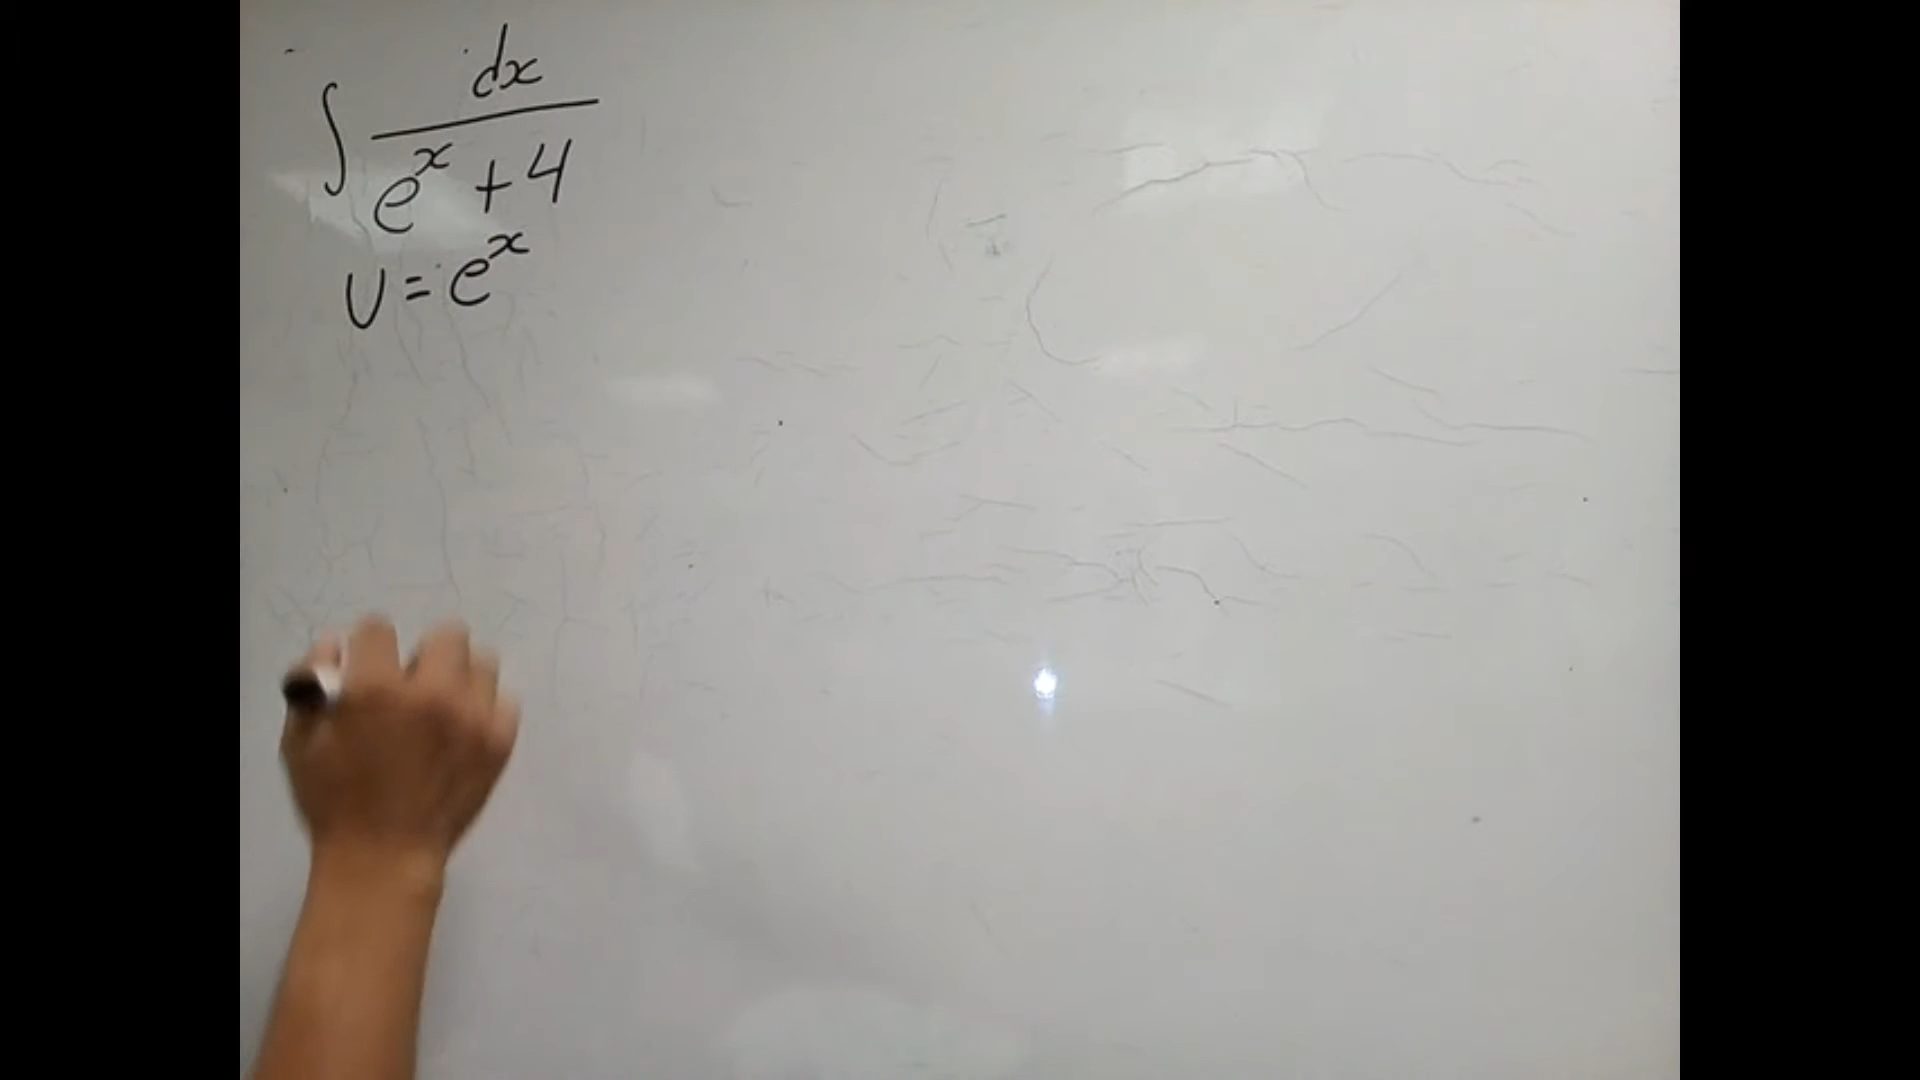 ∫ dx / (e^x + 4)
U = e^x